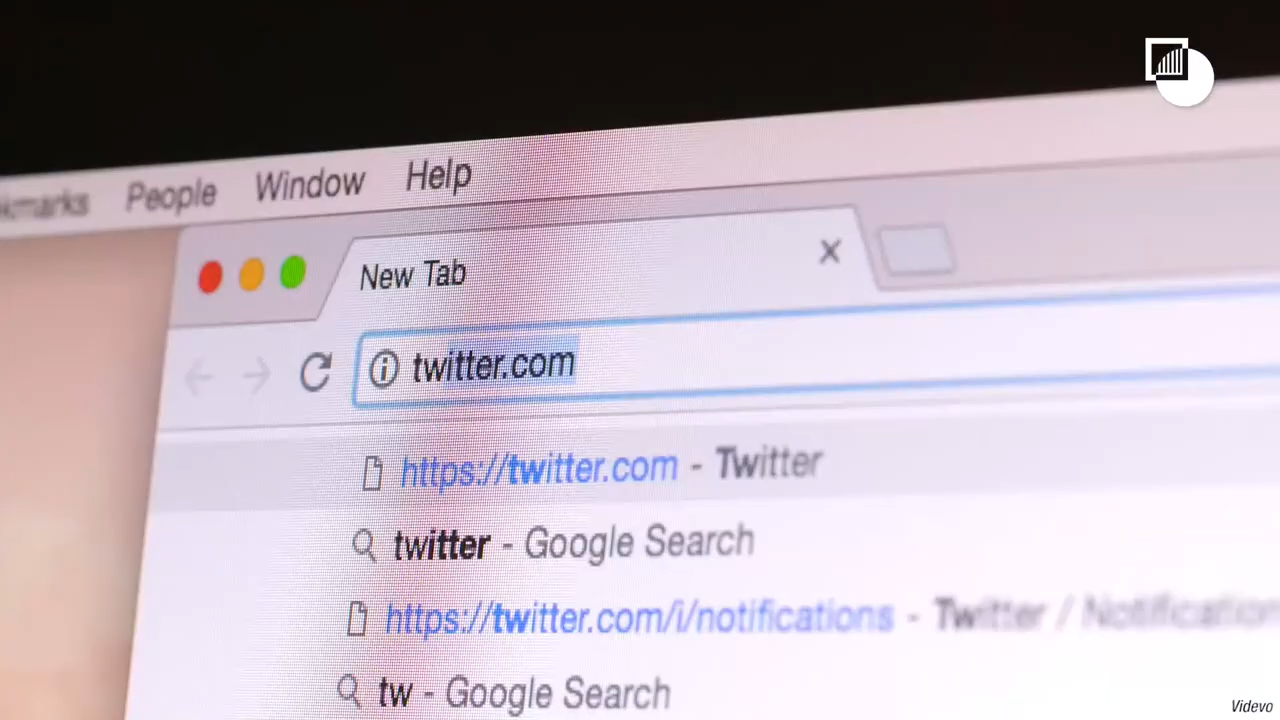 People Window Help
New Tab
twitter.com
https://twitter.com - Twitter
twitter - Google Search
https://twitter.com/i/notifications - Twitter / Notifications
tw - Google Search
Videvo